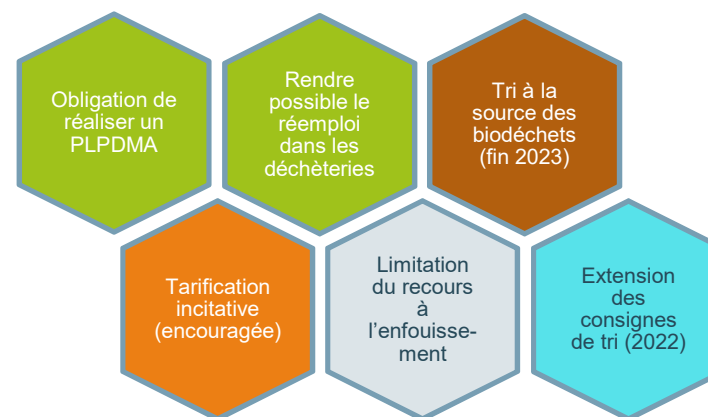 Obligation de
réaliser un
PLPDMA
Rendre
possible le
réemploi
dans les
déchèteries
Tri à la
source des
biodéchets
(fin 2023)
Tarification
incitative
(encouragée)
Limitation
du recours
à
l’enfouisse-
ment
Extension
des
consignes
de tri (2022)